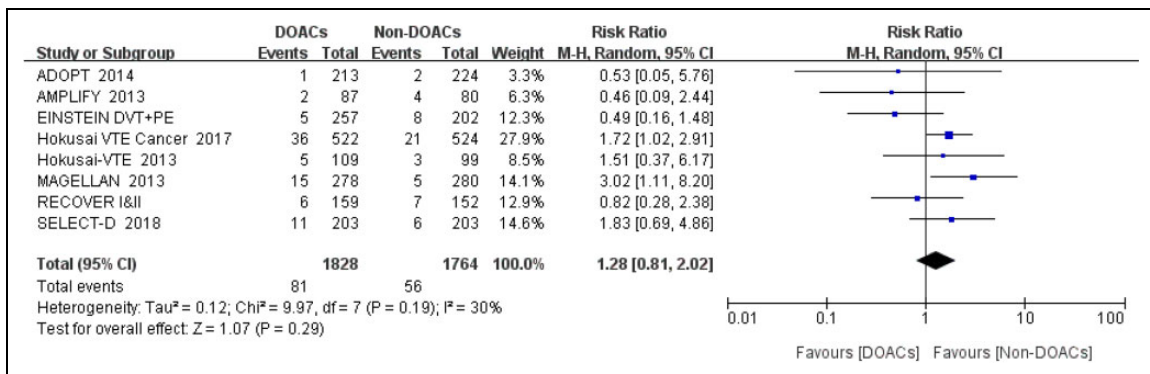 DOACs Non-DOACs Risk Ratio Risk Ratio
Study or Subgroup Events Total Events Total Weight M-H, Random, 95% CI M-H, Random, 95% CI
ADOPT 2014 1 213 2 224 3.3% 0.53 [0.05, 5.76]
AMPLIFY 2013 2 87 4 80 6.3% 0.46 [0.09, 2.44]
EINSTEIN DVT+PE 5 257 8 202 12.3% 0.49 [0.16, 1.48]
Hokusai VTE Cancer 2017 36 522 21 524 27.9% 1.72 [1.02, 2.91]
Hokusai-VTE 2013 5 109 3 99 8.5% 1.51 [0.37, 6.17]
MAGELLAN 2013 15 278 5 280 14.1% 3.02 [1.11, 8.20]
RECOVER I&II 6 159 7 152 12.9% 0.82 [0.28, 2.38]
SELECT-D 2018 11 203 6 203 14.6% 1.83 [0.69, 4.86]
Total (95% CI) 1828 1764 100.0% 1.28 [0.81, 2.02]
Total events 81 56
Heterogeneity: Tau² = 0.12; Chi² = 9.97, df = 7 (P = 0.19); I² = 30%
Test for overall effect: Z = 1.07 (P = 0.29)
0.01 0.1 1 10 100
Favours [DOACs] Favours [Non-DOACs]